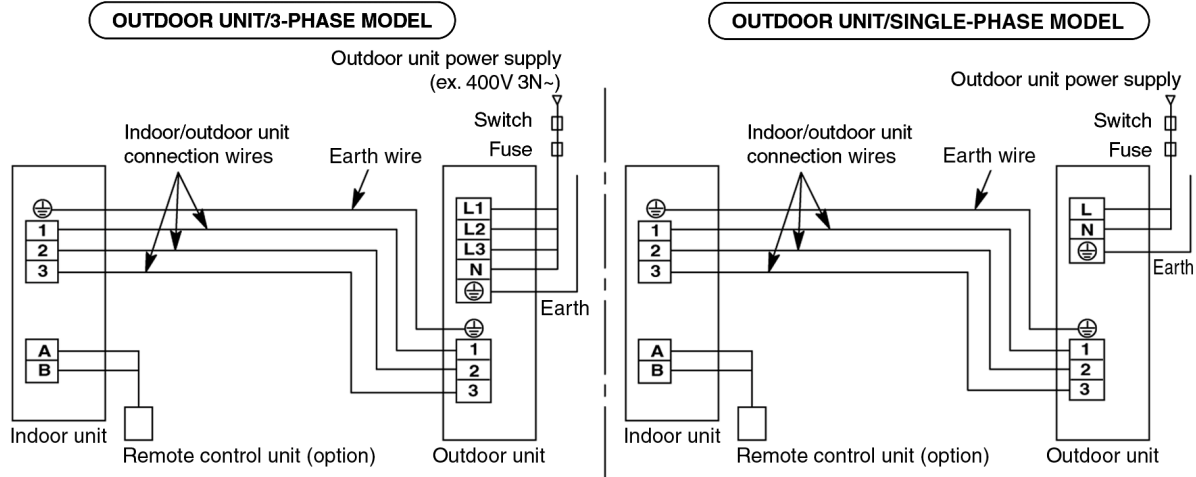 OUTDOOR UNIT/3-PHASE MODEL
Outdoor unit power supply
(ex. 400V 3N~)
Switch
Fuse
Indoor/outdoor unit
connection wires
Earth wire
1
2
3
A
B
L1
L2
L3
N
Earth
1
2
3
Indoor unit
Remote control unit (option)
Outdoor unit
OUTDOOR UNIT/SINGLE-PHASE MODEL
Outdoor unit power supply
Switch
Fuse
Indoor/outdoor unit
connection wires
Earth wire
1
2
3
A
B
L
N
Earth
1
2
3
Indoor unit
Remote control unit (option)
Outdoor unit